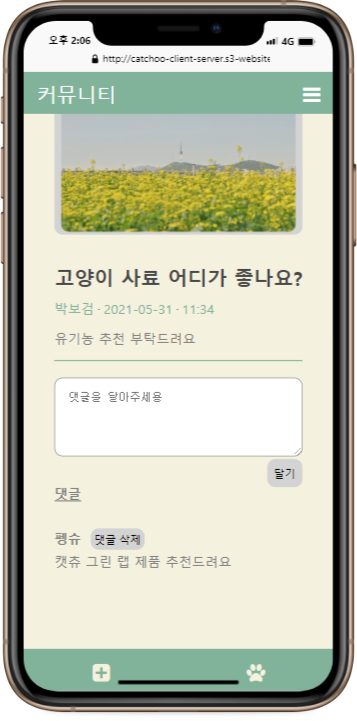 오후 2:06
4G
http://catchoo-client-server.s3-website
커뮤니티
고양이 사료 어디가 좋나요?
박보검 · 2021-05-31 · 11:34
유기농 추천 부탁드려요
댓글을 달아주세용
달기
댓글
펭슈 댓글 삭제
캣츄 그린 랩 제품 추천드려요